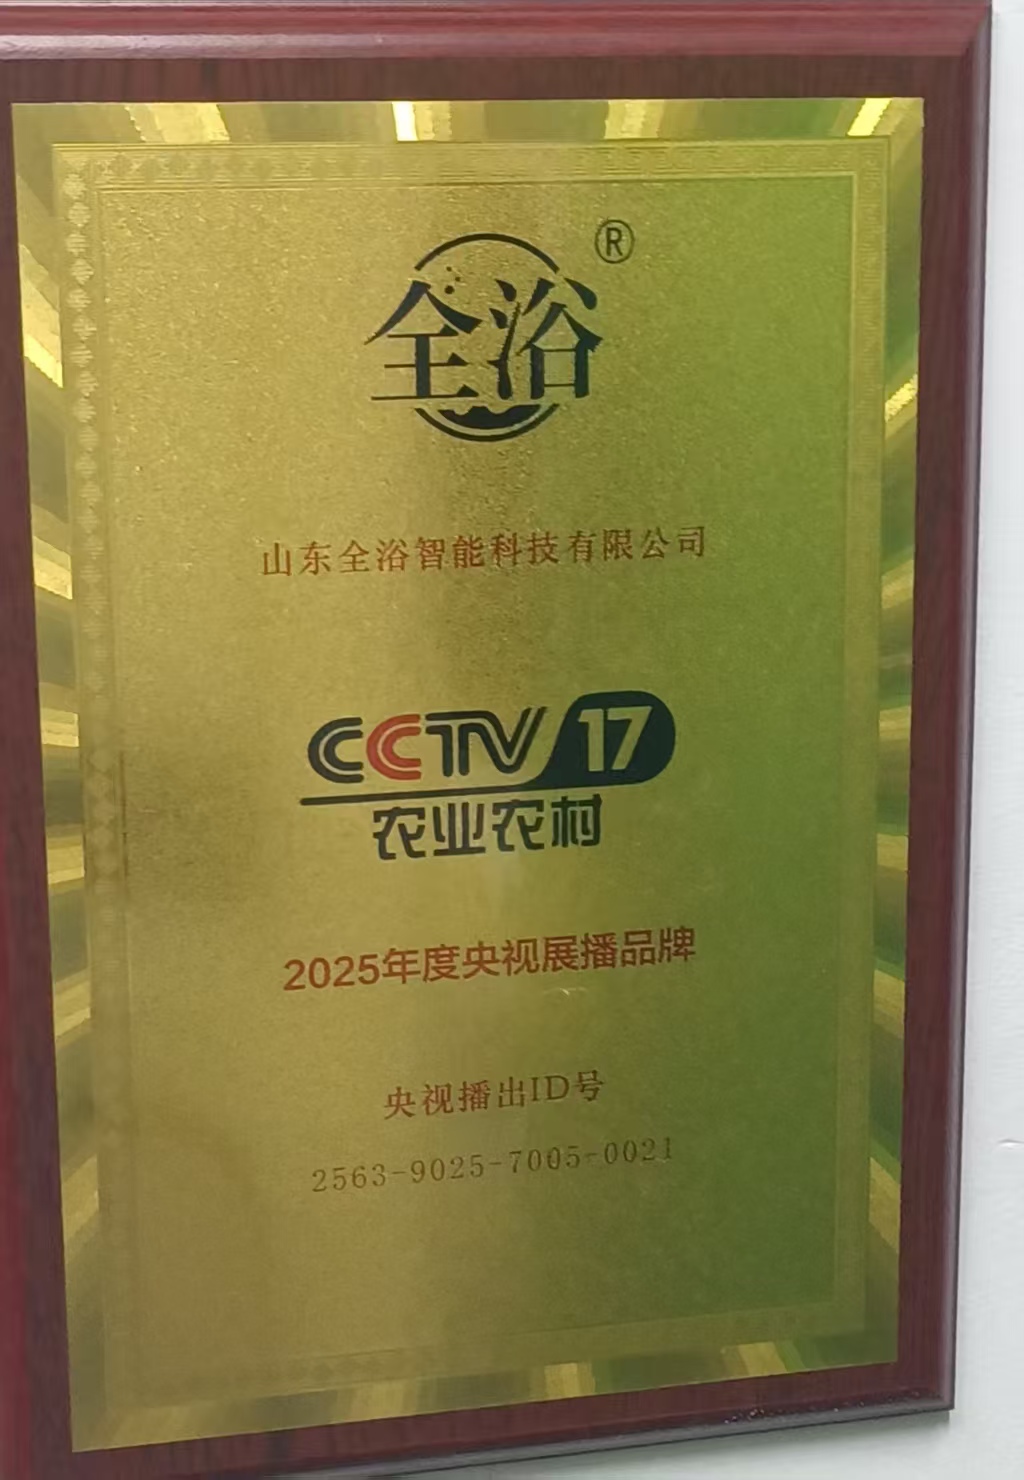 全浴®
山东全浴智能科技有限公司
CCTV 17
农业农村
2025年度央视展播品牌
央视播出ID号
2563-9025-7005-0021